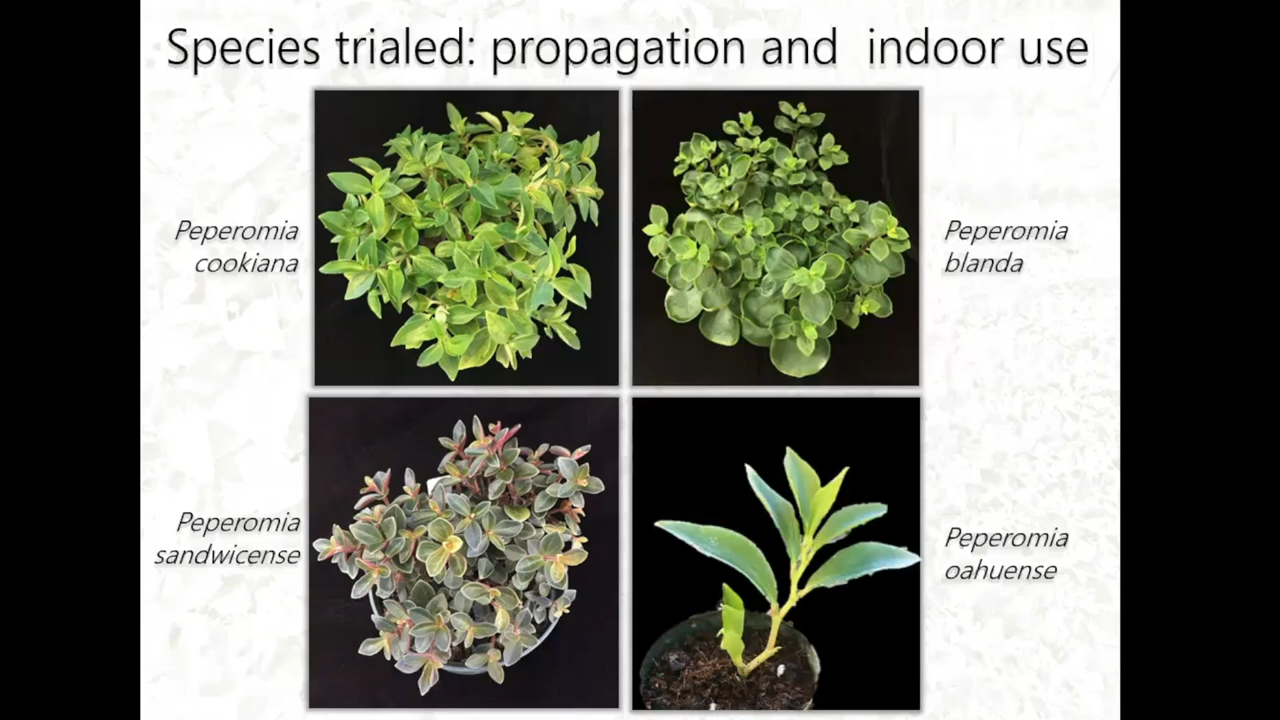 Species trialed: propagation and indoor use
Peperomia
cookiana
Peperomia
blanda
Peperomia
sandwicense
Peperomia
oahuense